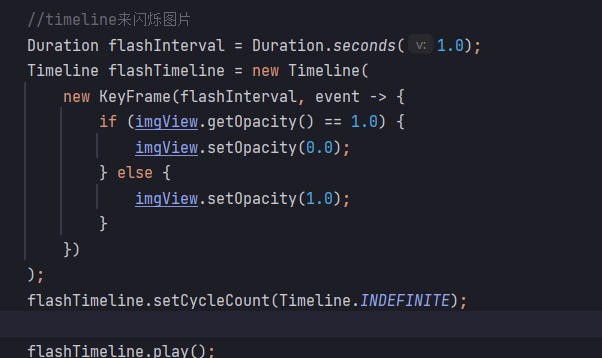 //timeline来闪烁图片
Duration flashInterval = Duration.seconds( v: 1.0);
Timeline flashTimeline = new Timeline(
new KeyFrame(flashInterval, event -> {
if (imgView.getOpacity() == 1.0) {
imgView.setOpacity(0.0);
} else {
imgView.setOpacity(1.0);
}
})
);
flashTimeline.setCycleCount(Timeline.INDEFINITE);
flashTimeline.play();